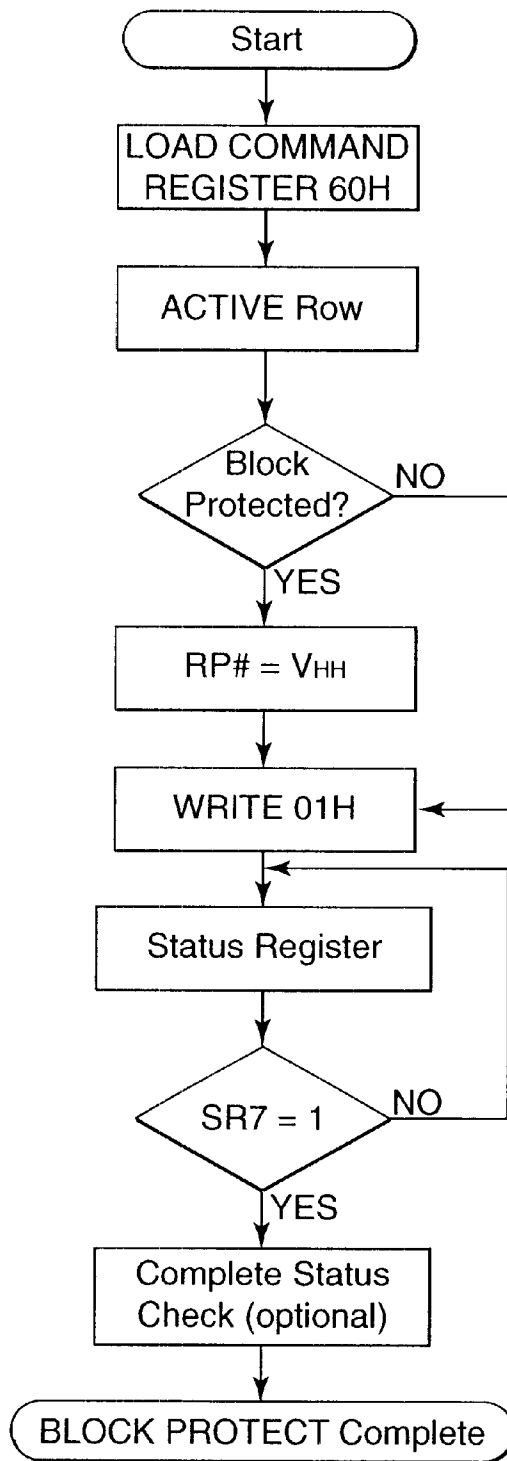 Start
LOAD COMMAND
REGISTER 60H
ACTIVE Row
Block
Protected?
NO
YES
RP# = VHH
WRITE 01H
Status Register
SR7 = 1
NO
YES
Complete Status
Check (optional)
BLOCK PROTECT Complete